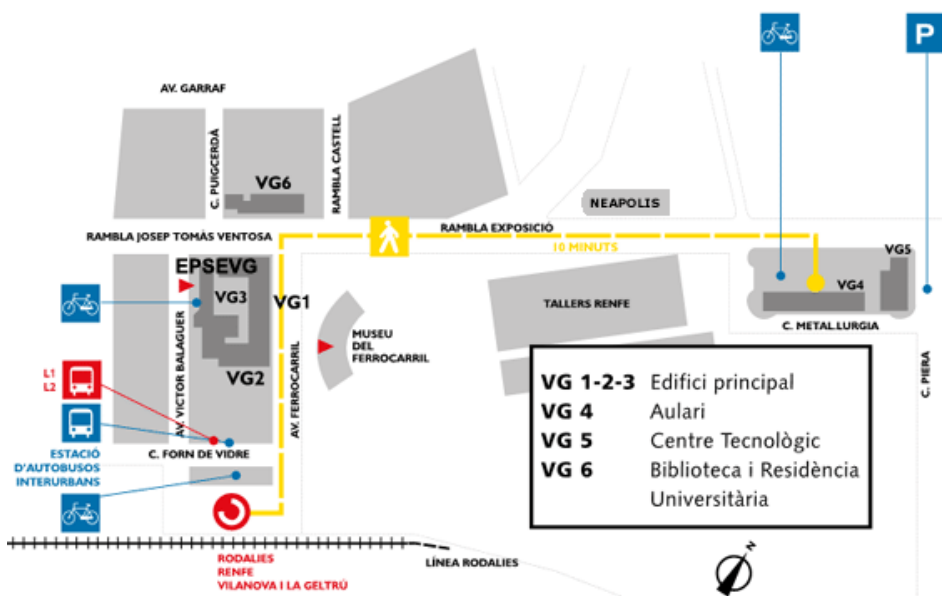 P
AV. GARRAF
C. PUIGCERDÀ
RAMBLA CASTELL
VG6
NEAPOLIS
RAMBLA JOSEP TOMÀS VENTOSA
RAMBLA EXPOSICIÓ
10 MINUTS
EPSEVG
VG3
VG1
VG2
VG5
VG4
TALLERS RENFE
C. METAL.LURGIA
MUSEU
DEL
FERROCARRIL
AV. VICTOR BALAGUER
AV. FERROCARRIL
C. PIERA
L1
L2
C. FORN DE VIDRE
ESTACIÓ
D'AUTOBUSOS
INTERURBANS
VG 1-2-3 Edifici principal
VG 4 Aulari
VG 5 Centre Tecnològic
VG 6 Biblioteca i Residència
Universitària
RODALIES
RENFE
VILANOVA I LA GELTRÚ
LÍNEA RODALIES
N